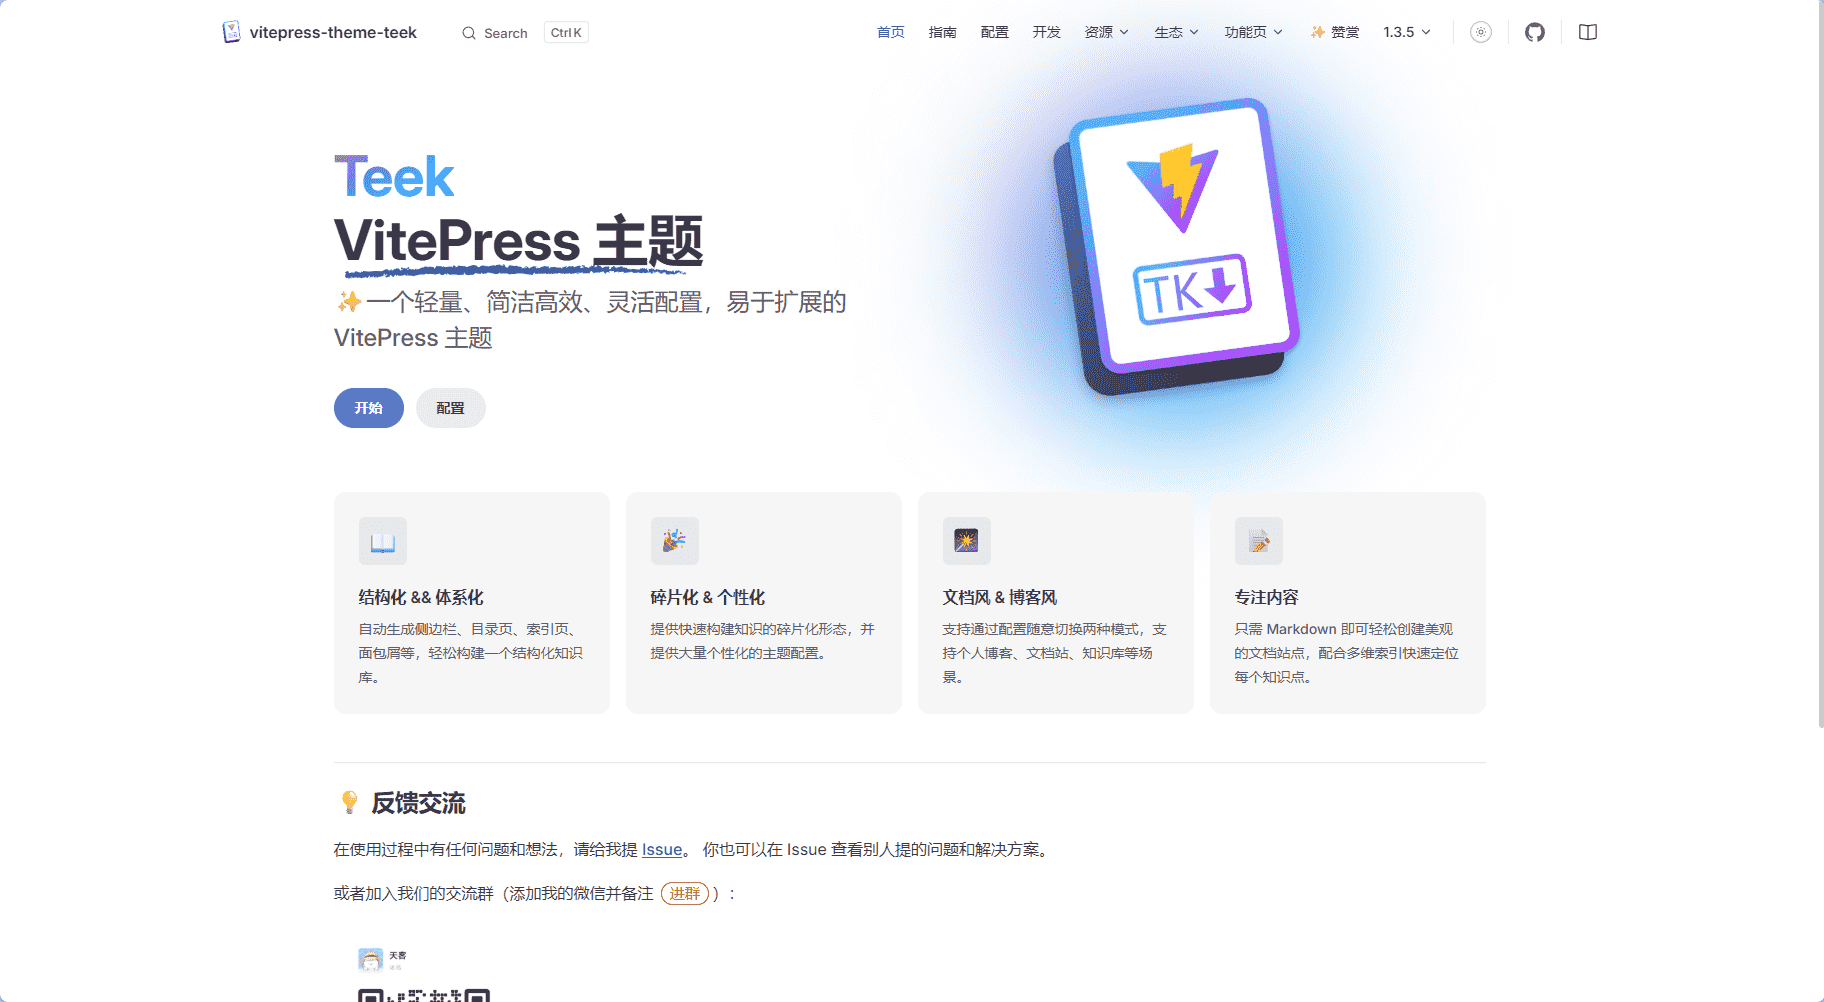 vitepress-theme-teek
Search
Ctrl K
首页
指南
配置
开发
资源
生态
功能页
✨ 赞赏
1.3.5
Teek
VitePress 主题
✨一个轻量、简洁高效、灵活配置，易于扩展的
VitePress 主题
开始
配置
TK
结构化 && 体系化
自动生成侧边栏、目录页、索引页、
面包屑等，轻松构建一个结构化知识
库。
碎片化 & 个性化
提供快速构建知识的碎片化形态，并
提供大量个性化的主题配置。
文档风 & 博客风
支持通过配置随意切换两种模式，支
持个人博客、文档站、知识库等场
景。
专注内容
只需 Markdown 即可轻松创建美观
的文档站点，配合多维索引快速定位
每个知识点。
💡 反馈交流
在使用过程中有任何问题和想法，请给我提 Issue。 你也可以在 Issue 查看别人提的问题和解决方案。
或者加入我们的交流群（添加我的微信并备注 进群 ）：
天客